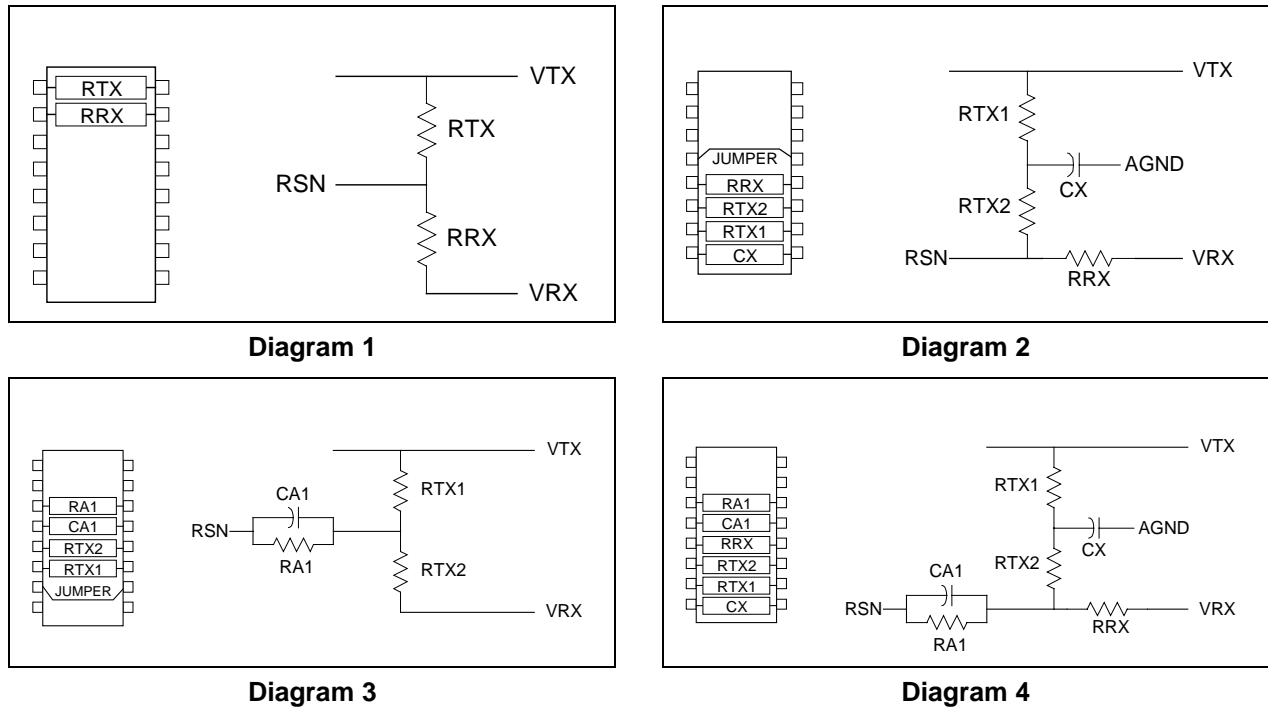 RTX
RRX
VTX
RTX
RSN
RRX
VRX
Diagram 1
JUMPER
RRX
RTX2
RTX1
CX
VTX
RTX1
AGND
CX
RTX2
RSN
VRX
RRX
Diagram 2
RA1
CA1
RTX2
RTX1
JUMPER
VTX
RTX1
CA1
RSN
RA1
RTX2
VRX
Diagram 3
RA1
CA1
RRX
RTX2
RTX1
CX
VTX
RTX1
AGND
CX
RTX2
CA1
RSN
VRX
RRX
RA1
Diagram 4